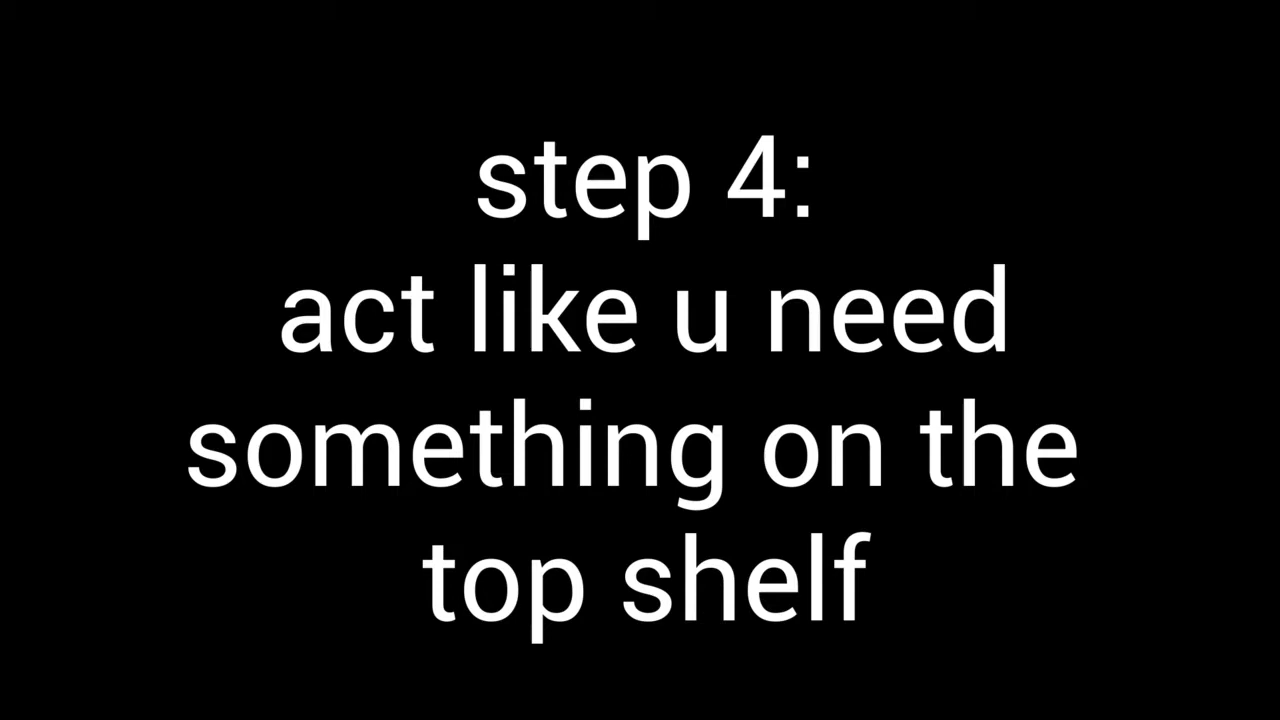 step 4:
act like u need
something on the
top shelf